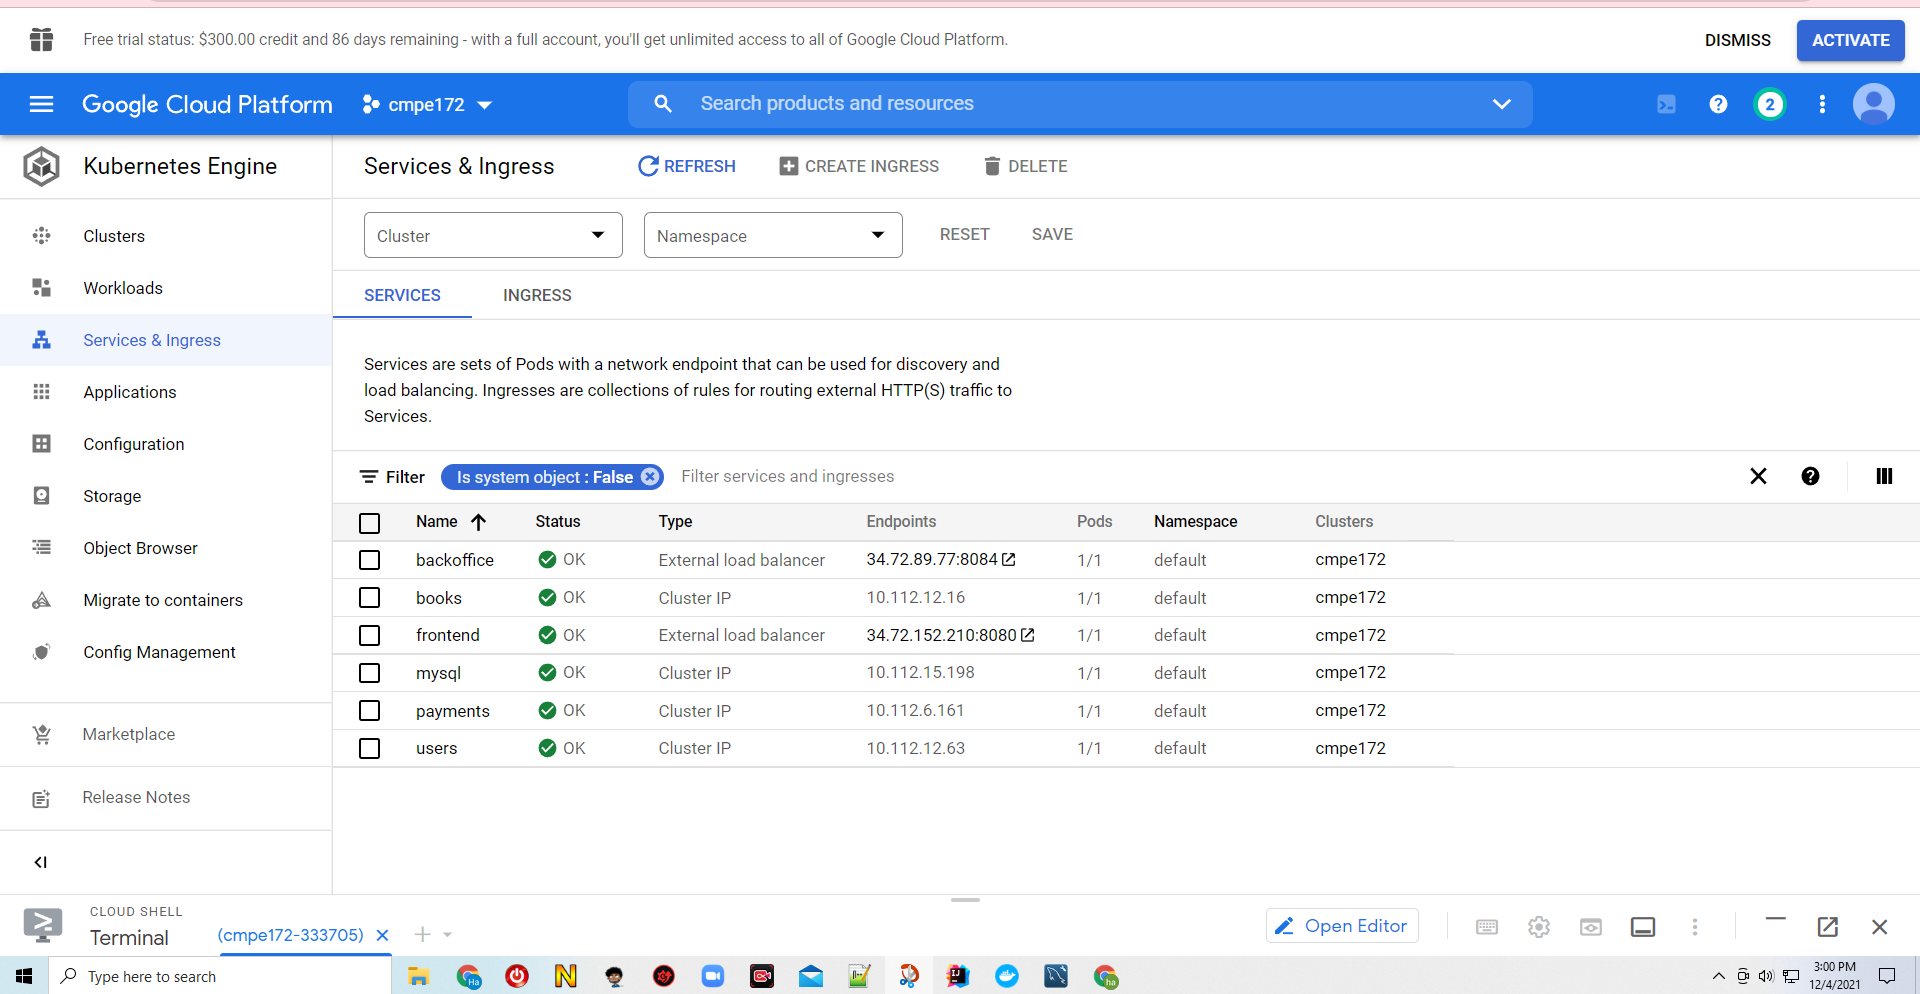 Free trial status: $300.00 credit and 86 days remaining - with a full account, you'll get unlimited access to all of Google Cloud Platform.
DISMISS
ACTIVATE
Google Cloud Platform
cmpe172
Search products and resources
2
Kubernetes Engine
Services & Ingress
REFRESH
CREATE INGRESS
DELETE
Clusters
Workloads
Services & Ingress
Applications
Configuration
Storage
Object Browser
Migrate to containers
Config Management
Marketplace
Release Notes
Cluster
Namespace
RESET
SAVE
SERVICES
INGRESS
Services are sets of Pods with a network endpoint that can be used for discovery and
load balancing. Ingresses are collections of rules for routing external HTTP(S) traffic to
Services.
Filter
Is system object : False
Filter services and ingresses
Name Status Type Endpoints Pods Namespace Clusters
backoffice OK External load balancer 34.72.89.77:8084 1/1 default cmpe172
books OK Cluster IP 10.112.12.16 1/1 default cmpe172
frontend OK External load balancer 34.72.152.210:8080 1/1 default cmpe172
mysql OK Cluster IP 10.112.15.198 1/1 default cmpe172
payments OK Cluster IP 10.112.6.161 1/1 default cmpe172
users OK Cluster IP 10.112.12.63 1/1 default cmpe172
CLOUD SHELL
Terminal
(cmpe172-333705)
Open Editor
Type here to search
3:00 PM
12/4/2021